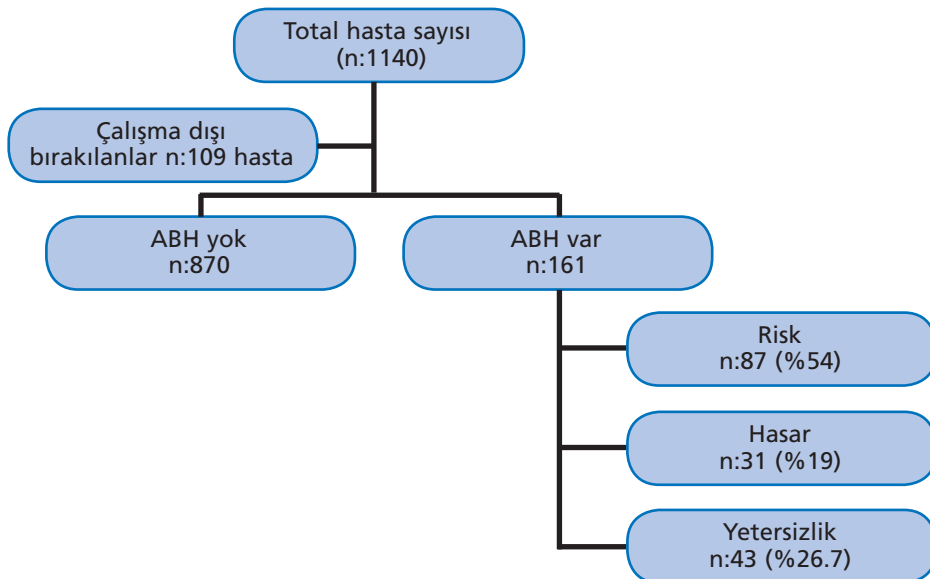 Total hasta sayısı
(n:1140)
Çalışma dışı
bırakılanlar n:109 hasta
ABH yok
n:870
ABH var
n:161
Risk
n:87 (%54)
Hasar
n:31 (%19)
Yetersizlik
n:43 (%26.7)